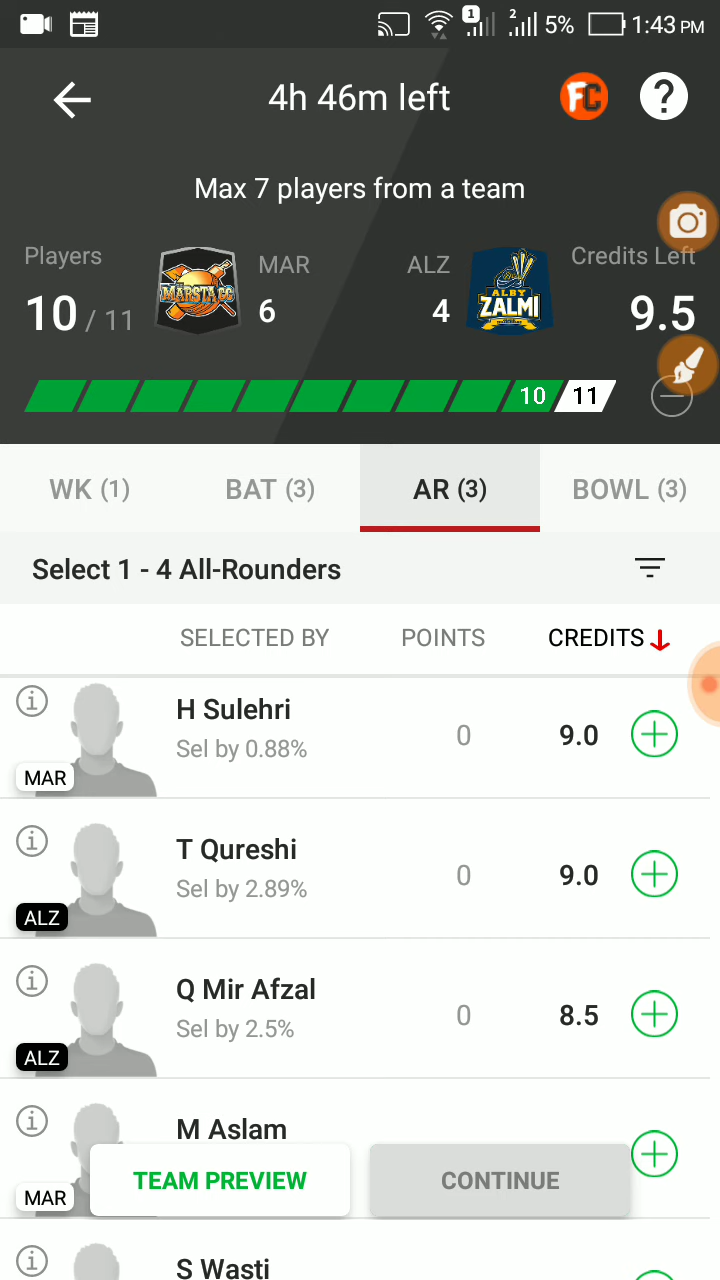 1 2 5% 1:43 PM
4h 46m left FC ?
Max 7 players from a team
Players MAR ALZ Credits Left
10 / 11 MARSTA CC 6 4 ALBY ZALMI 9.5
10 11
WK (1) BAT (3) AR (3) BOWL (3)
Select 1 - 4 All-Rounders
SELECTED BY POINTS CREDITS
H Sulehri
Sel by 0.88% 0 9.0
MAR
T Qureshi
Sel by 2.89% 0 9.0
ALZ
Q Mir Afzal
Sel by 2.5% 0 8.5
ALZ
M Aslam
MAR TEAM PREVIEW CONTINUE
S Wasti